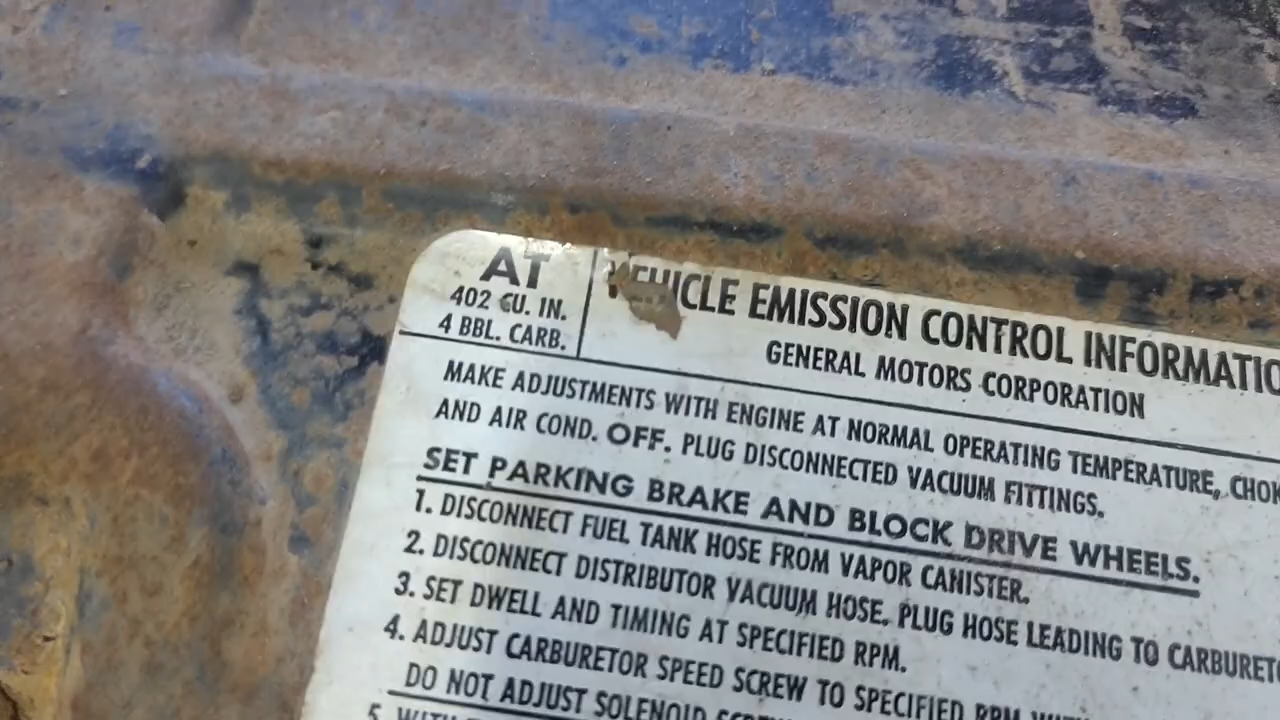 AT
402 CU. IN.
4 BBL. CARB.
VEHICLE EMISSION CONTROL INFORMATIO
GENERAL MOTORS CORPORATION
MAKE ADJUSTMENTS WITH ENGINE AT NORMAL OPERATING TEMPERATURE, CHOK
AND AIR COND. OFF. PLUG DISCONNECTED VACUUM FITTINGS.
SET PARKING BRAKE AND BLOCK DRIVE WHEELS.
1. DISCONNECT FUEL TANK HOSE FROM VAPOR CANISTER.
2. DISCONNECT DISTRIBUTOR VACUUM HOSE. PLUG HOSE LEADING TO CARBURETO
3. SET DWELL AND TIMING AT SPECIFIED RPM.
4. ADJUST CARBURETOR SPEED SCREW TO SPECIFIED RPM
DO NOT ADJUST SOLENOID
5. WITH